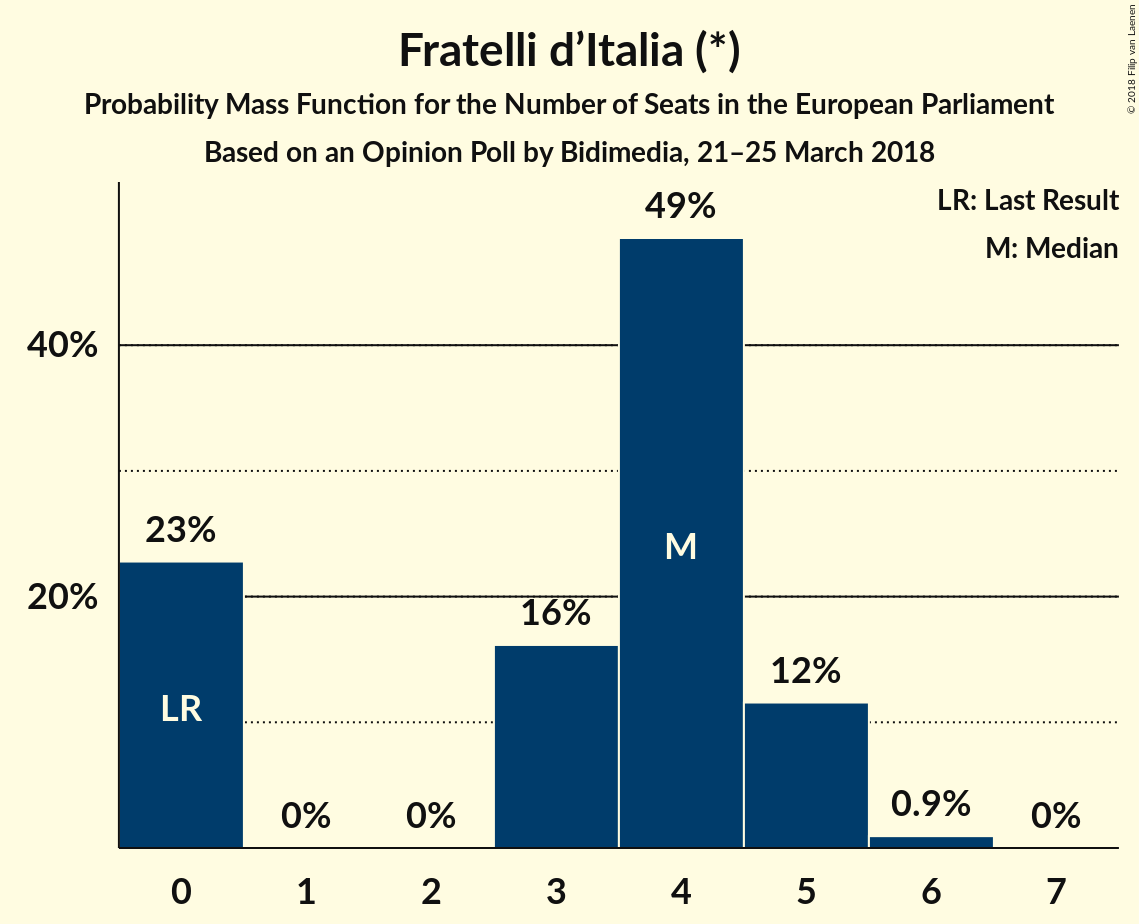 Fratelli d’Italia (*)
Probability Mass Function for the Number of Seats in the European Parliament
Based on an Opinion Poll by Bidimedia, 21–25 March 2018
© 2018 Filip van Laenen
LR: Last Result
M: Median
49%
40%
23%
20%
16%
12%
0.9%
0%
0%
0%
LR
M
0
1
2
3
4
5
6
7